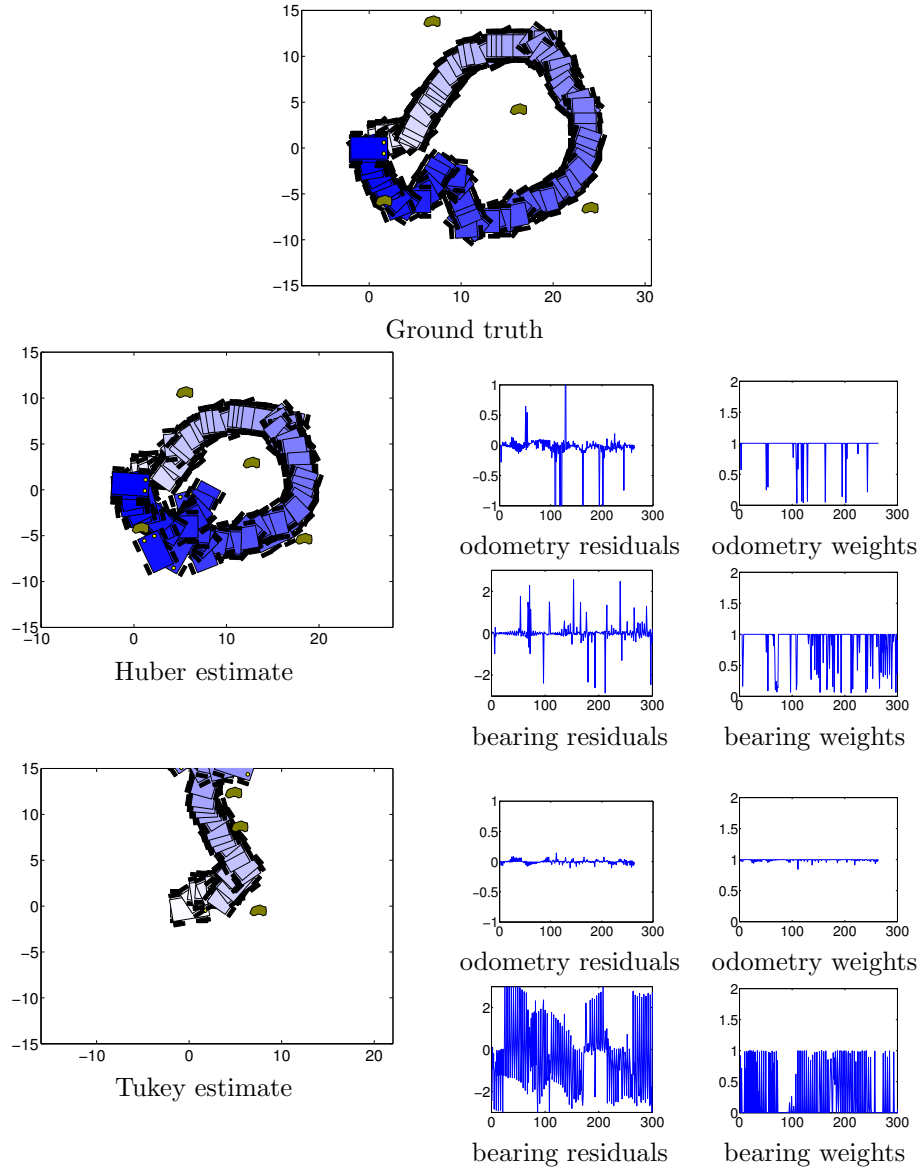 15
10
5
0
−5
−10
−15
0 10 20 30
Ground truth
15
10
5
0
−5
−10
−10 0 10 20
Huber estimate
1
0.5
0
−0.5
−1
0 100 200 300
odometry residuals
2
1.5
1
0.5
0
0 100 200 300
odometry weights
2
0
−2
0 100 200 300
bearing residuals
2
1.5
1
0.5
0
0 100 200 300
bearing weights
15
10
5
0
−5
−10
−15
−10 0 10 20
Tukey estimate
1
0.5
0
−0.5
−1
0 100 200 300
odometry residuals
2
1.5
1
0.5
0
0 100 200 300
odometry weights
2
0
−2
0 100 200 300
bearing residuals
2
1.5
1
0.5
0
0 100 200 300
bearing weights